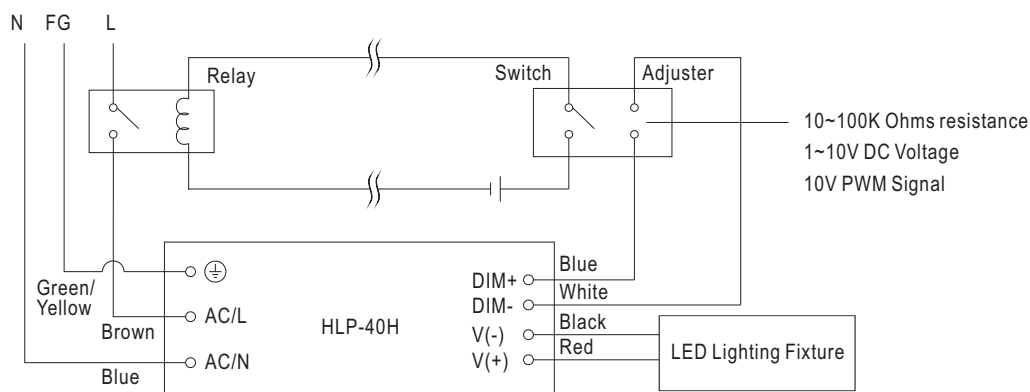 N FG L
Relay
Switch
Adjuster
10~100K Ohms resistance
1~10V DC Voltage
10V PWM Signal
Green/
Yellow
Brown
Blue
AC/L
AC/N
HLP-40H
DIM+
DIM-
V(-)
V(+)
Blue
White
Black
Red
LED Lighting Fixture